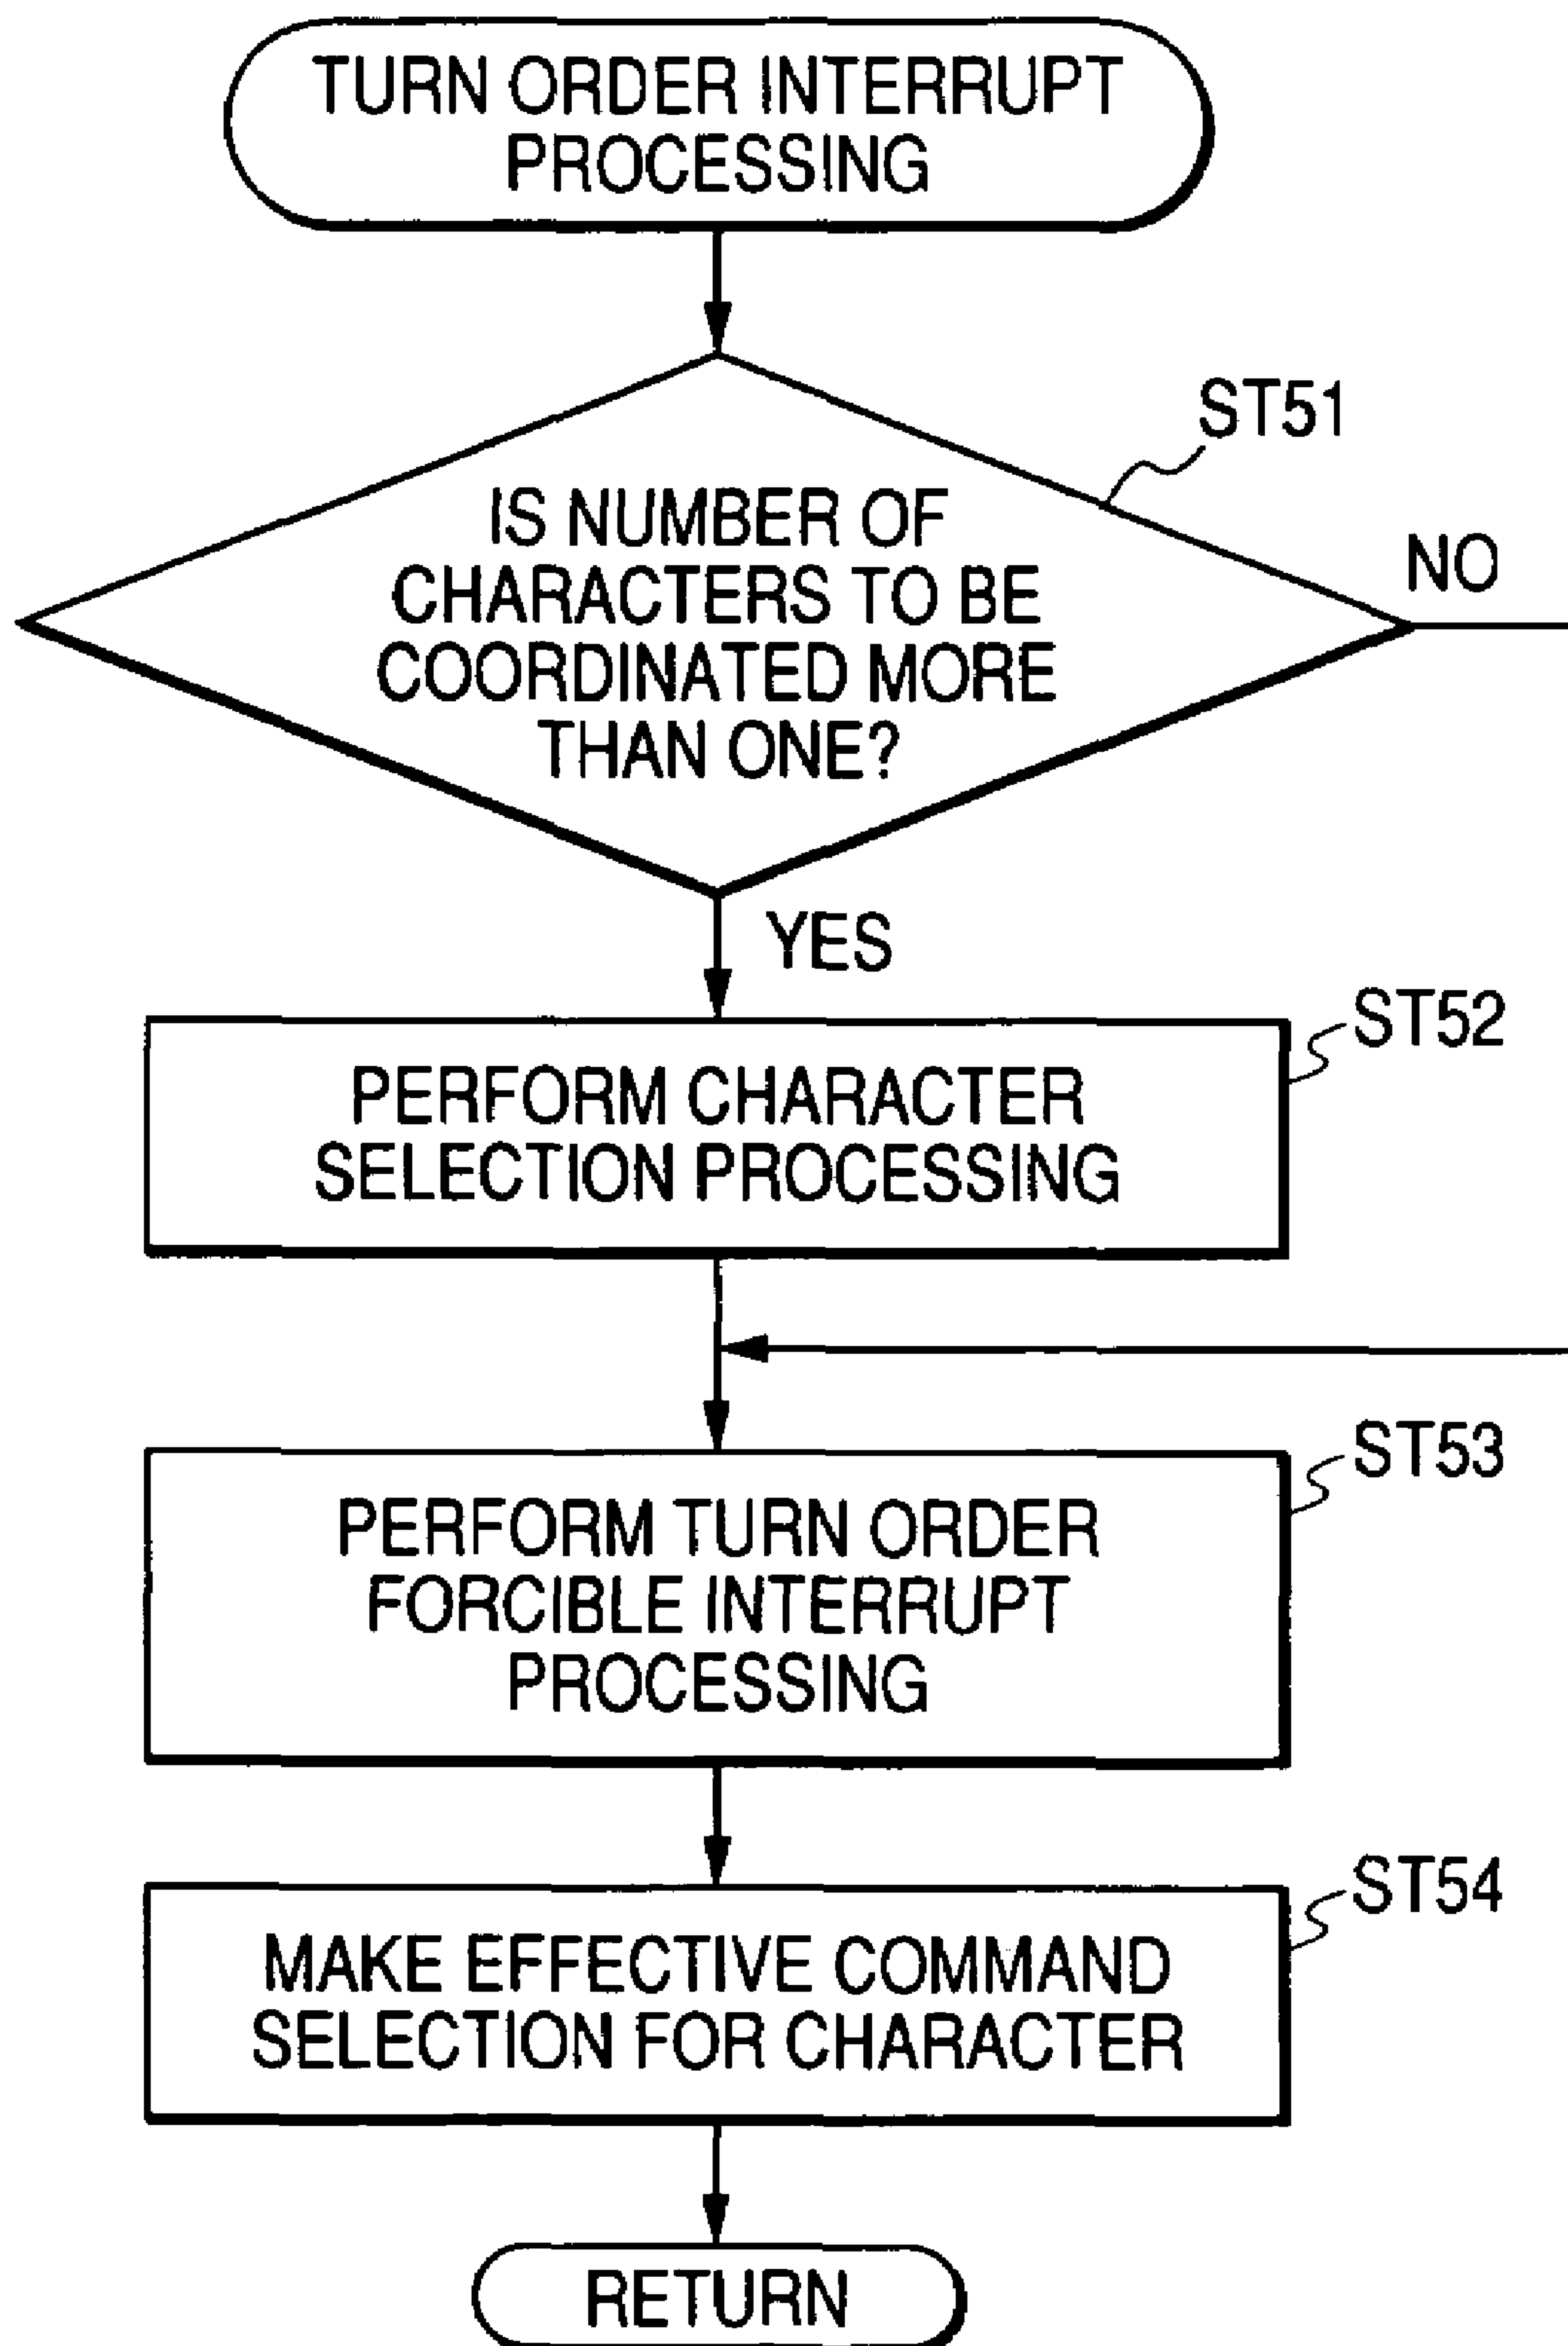 TURN ORDER INTERRUPT
PROCESSING
ST51
IS NUMBER OF
CHARACTERS TO BE
COORDINATED MORE
THAN ONE?
NO
YES
ST52
PERFORM CHARACTER
SELECTION PROCESSING
ST53
PERFORM TURN ORDER
FORCIBLE INTERRUPT
PROCESSING
ST54
MAKE EFFECTIVE COMMAND
SELECTION FOR CHARACTER
RETURN